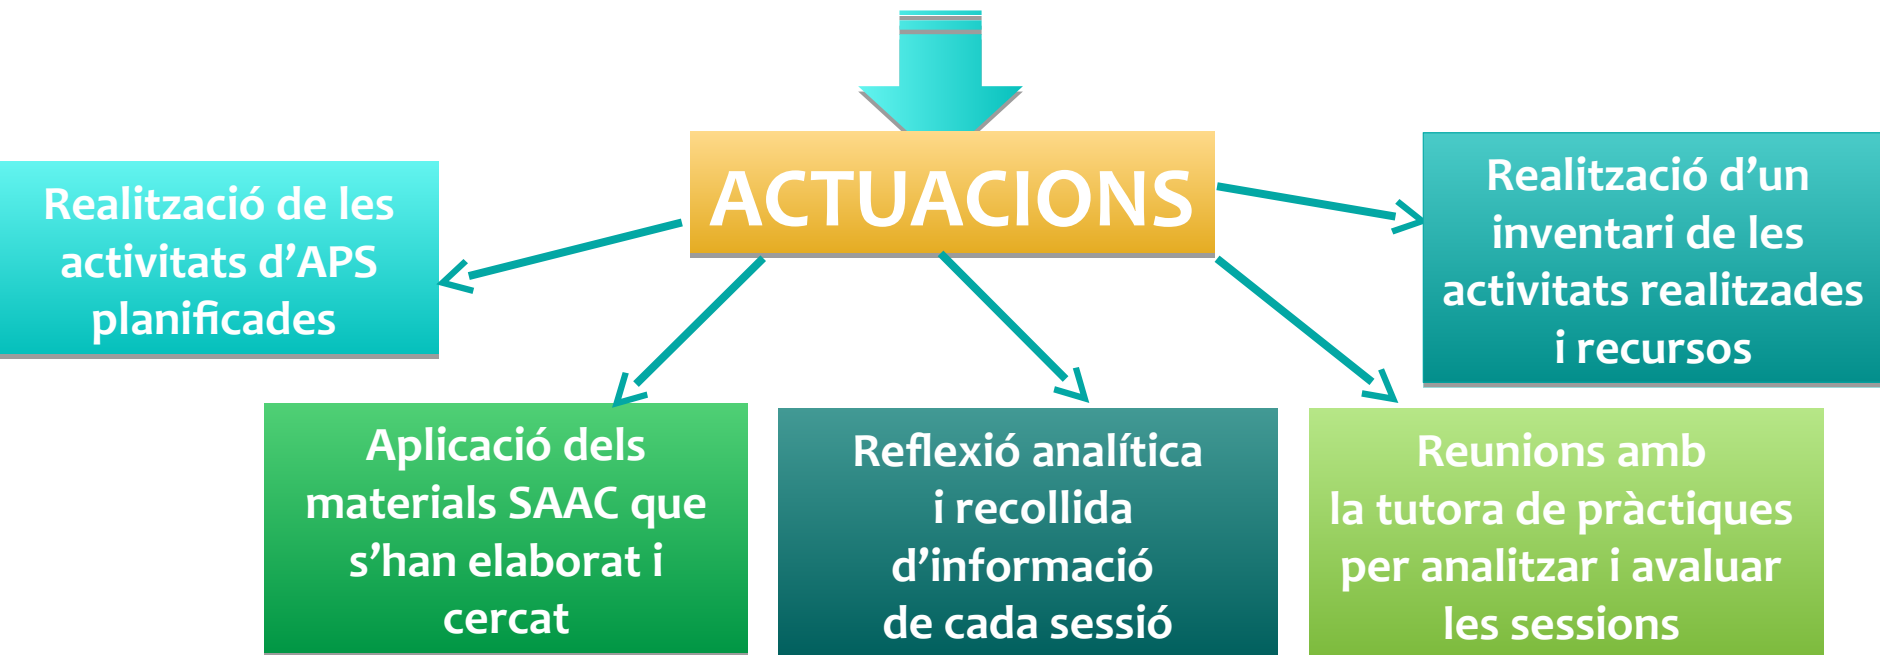 ACTUACIONS
Realització de les
activitats d’APS
planificades
Aplicació dels
materials SAAC que
s’han elaborat i
cercat
Reflexió analítica
i recollida
d’informació
de cada sessió
Reunions amb
la tutora de pràctiques
per analitzar i avaluar
les sessions
Realització d’un
inventari de les
activitats realitzades
i recursos